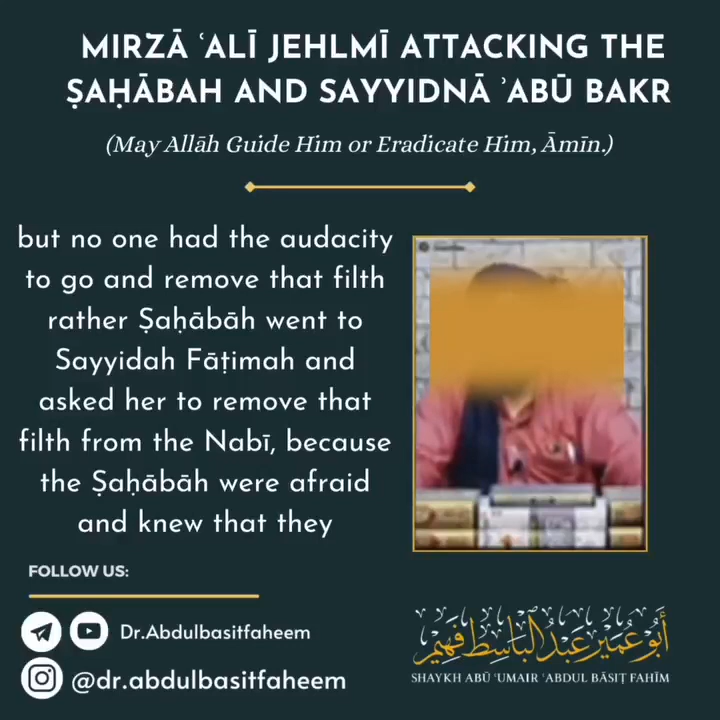 MIRZĀ ʿALĪ JEHLMĪ ATTACKING THE
ṢAḤĀBAH AND SAYYIDNĀ ʾABŪ BAKR
(May Allāh Guide Him or Eradicate Him, Āmīn.)
but no one had the audacity
to go and remove that filth
rather Ṣaḥābāh went to
Sayyidah Fāṭimah and
asked her to remove that
filth from the Nabī, because
the Ṣaḥābāh were afraid
and knew that they
FOLLOW US:
Dr.Abdulbasitfaheem
@dr.abdulbasitfaheem
أبو عمير عبد الباسط فهيم
SHAYKH ABŪ ʿUMAIR ʿABDUL BĀSIṬ FAHĪM